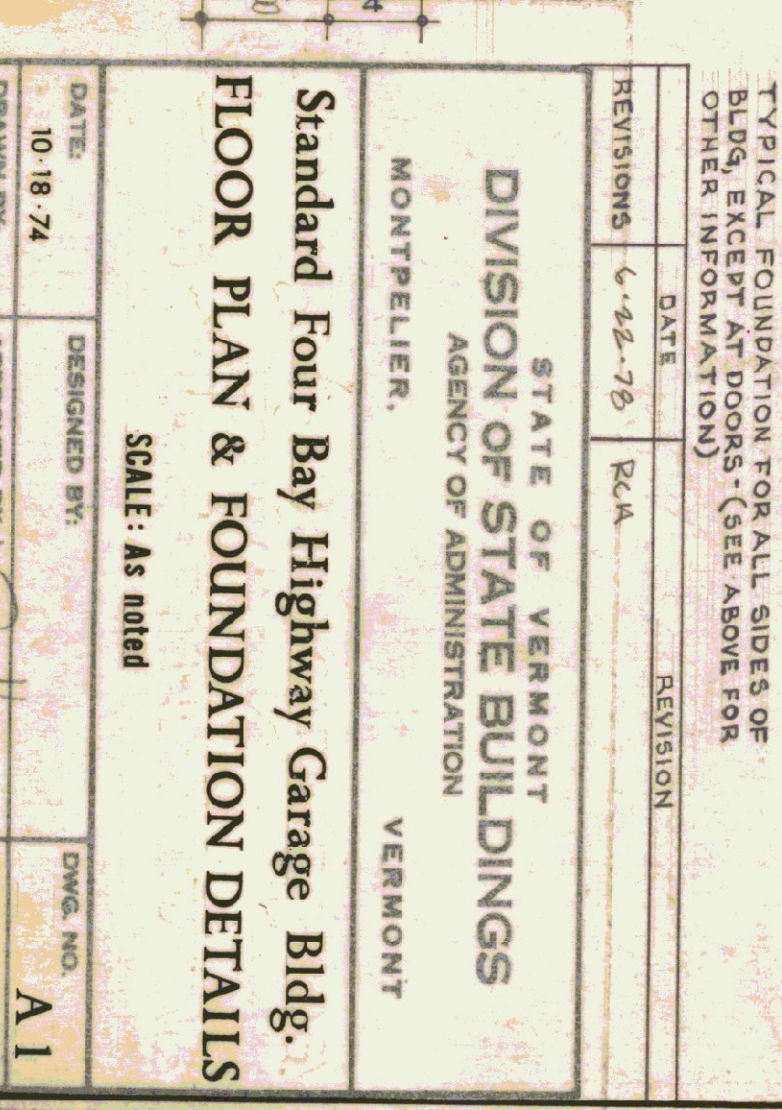 TYPICAL FOUNDATION FOR ALL SIDES OF
BLDG, EXCEPT AT DOORS - (SEE ABOVE FOR
OTHER INFORMATION)
DATE REVISION
REVISIONS 6-22-78 RCH
STATE OF VERMONT
DIVISION OF STATE BUILDINGS
AGENCY OF ADMINISTRATION
MONTPELIER, VERMONT
Standard Four Bay Highway Garage Bldg.
FLOOR PLAN & FOUNDATION DETAILS
SCALE: As noted
DATE: DESIGNED BY: DWG. NO.
10·18·74 A 1